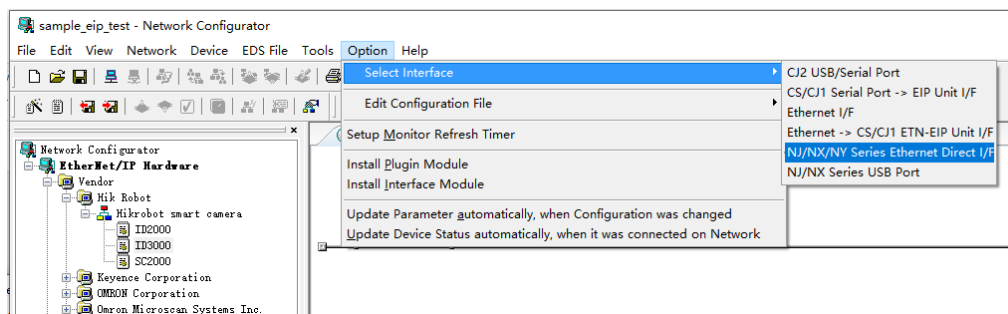 sample_eip_test - Network Configurator
File Edit View Network Device EDS File Tools Option Help
Select Interface
Edit Configuration File
Setup Monitor Refresh Timer
Install Plugin Module
Install Interface Module
Update Parameter automatically, when Configuration was changed
Update Device Status automatically, when it was connected on Network
CJ2 USB/Serial Port
CS/CJ1 Serial Port -> EIP Unit I/F
Ethernet I/F
Ethernet -> CS/CJ1 ETN-EIP Unit I/F
NJ/NX/NY Series Ethernet Direct I/F
NJ/NX Series USB Port
Network Configurator
EtherNet/IP Hardware
Vendor
Hik Robot
Hikrobot smart camera
ID2000
ID3000
SC2000
Keyence Corporation
OMRON Corporation
Omron Microscan Systems Inc.